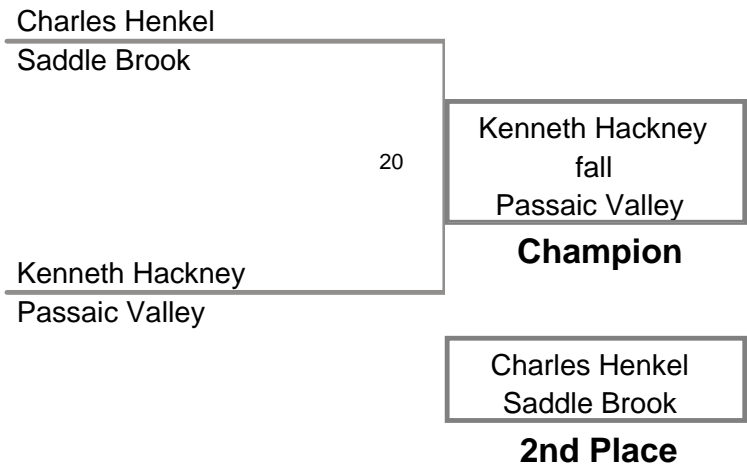 Charles Henkel
Saddle Brook
20
Kenneth Hackney
fall
Passaic Valley
Champion
Kenneth Hackney
Passaic Valley
Charles Henkel
Saddle Brook
2nd Place